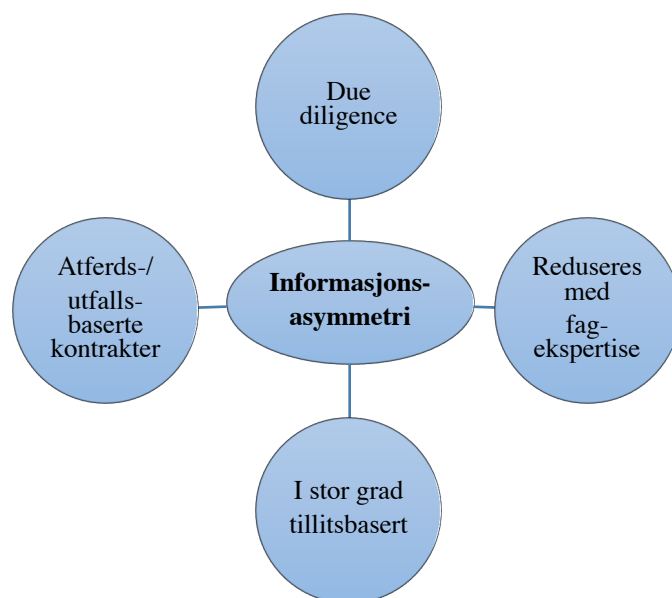 Due
diligence
Atferds-/
utfalls-
baserte
kontrakter
Informasjons-
asymmetri
Reduseres
med
fag-
ekspertise
I stor grad
tillitsbasert